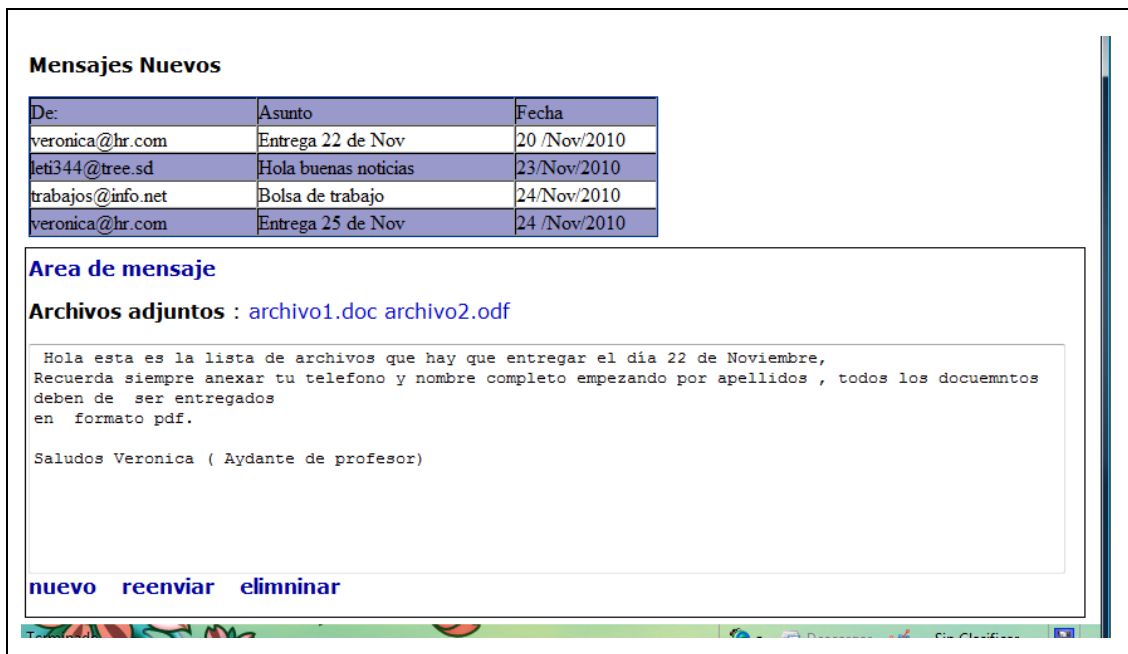 Mensajes Nuevos
De: Asunto Fecha
veronica@hr.com Entrega 22 de Nov 20 /Nov/2010
leti344@tree.sd Hola buenas noticias 23/Nov/2010
trabajos@info.net Bolsa de trabajo 24/Nov/2010
veronica@hr.com Entrega 25 de Nov 24 /Nov/2010
Area de mensaje
Archivos adjuntos : archivo1.doc archivo2.odf
Hola esta es la lista de archivos que hay que entregar el día 22 de Noviembre,
Recuerda siempre anexar tu telefono y nombre completo empezando por apellidos , todos los docuemntos
deben de ser entregados
en formato pdf.
Saludos Veronica ( Aydante de profesor)
nuevo reenviar elimninar